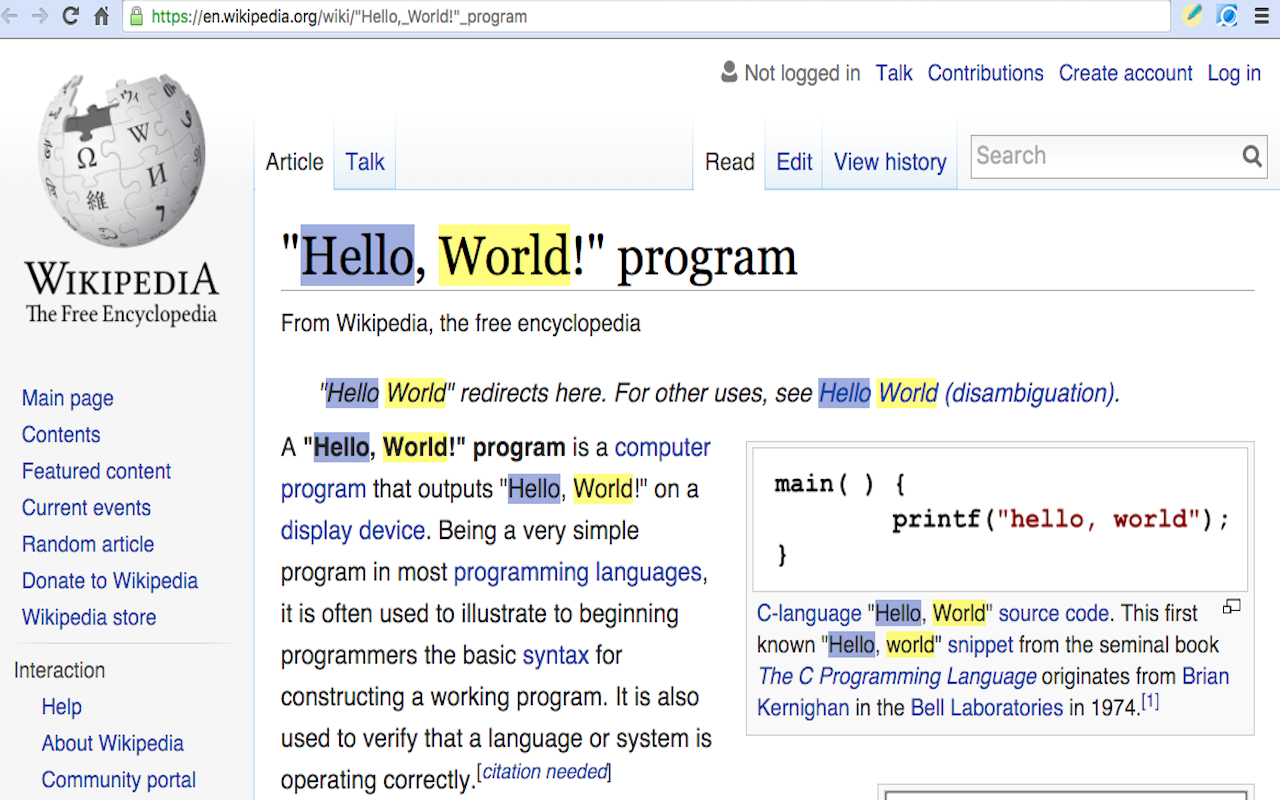 https://en.wikipedia.org/wiki/"Hello,_World!"_program
Not logged in Talk Contributions Create account Log in
Article Talk Read Edit View history Search
WIKIPEDIA
The Free Encyclopedia
Main page
Contents
Featured content
Current events
Random article
Donate to Wikipedia
Wikipedia store
Interaction
Help
About Wikipedia
Community portal
"Hello, World!" program
From Wikipedia, the free encyclopedia
"Hello World" redirects here. For other uses, see Hello World (disambiguation).
A "Hello, World!" program is a computer
program that outputs "Hello, World!" on a
display device. Being a very simple
program in most programming languages,
it is often used to illustrate to beginning
programmers the basic syntax for
constructing a working program. It is also
used to verify that a language or system is
operating correctly.[citation needed]
main( ) {
printf("hello, world");
}
C-language "Hello, World" source code. This first
known "Hello, world" snippet from the seminal book
The C Programming Language originates from Brian
Kernighan in the Bell Laboratories in 1974.[1]